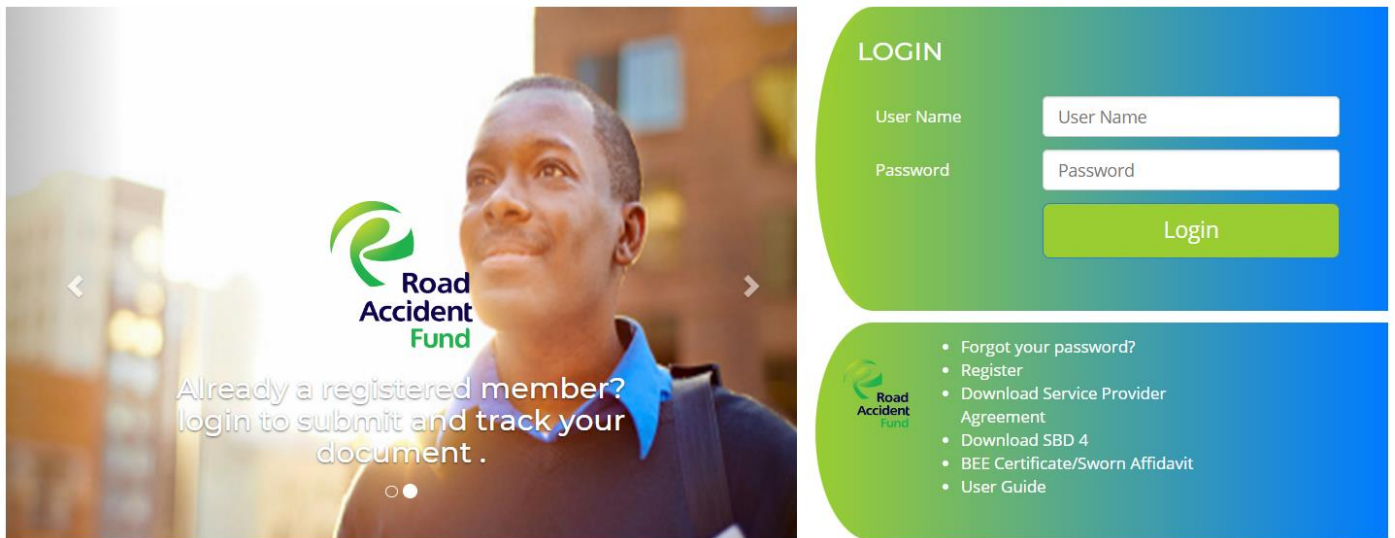 Road
Accident
Fund
Already a registered member?
login to submit and track your
document .
LOGIN
User Name
User Name
Password
Password
Login
Road
Accident
Fund
Forgot your password?
Register
Download Service Provider
Agreement
Download SBD 4
BEE Certificate/Sworn Affidavit
User Guide